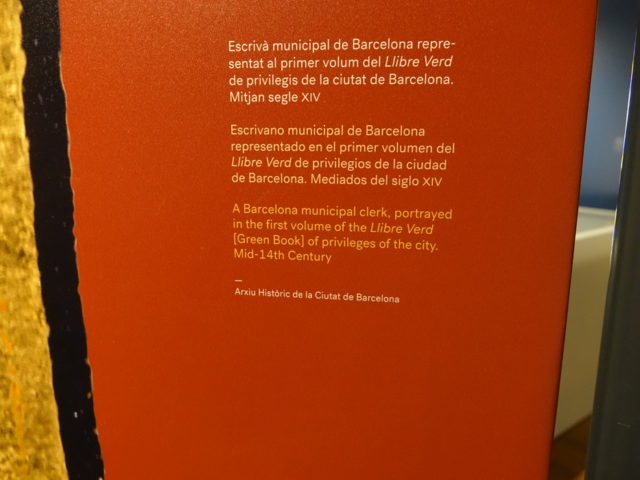 Escrivà municipal de Barcelona repre-
sentat al primer volum del Llibre Verd
de privilegis de la ciutat de Barcelona.
Mitjan segle XIV
Escrivano municipal de Barcelona
representado en el primer volumen del
Llibre Verd de privilegios de la ciudad
de Barcelona. Mediados del siglo XIV
A Barcelona municipal clerk, portrayed
in the first volume of the Llibre Verd
[Green Book] of privileges of the city.
Mid-14th Century
—
Arxiu Històric de la Ciutat de Barcelona